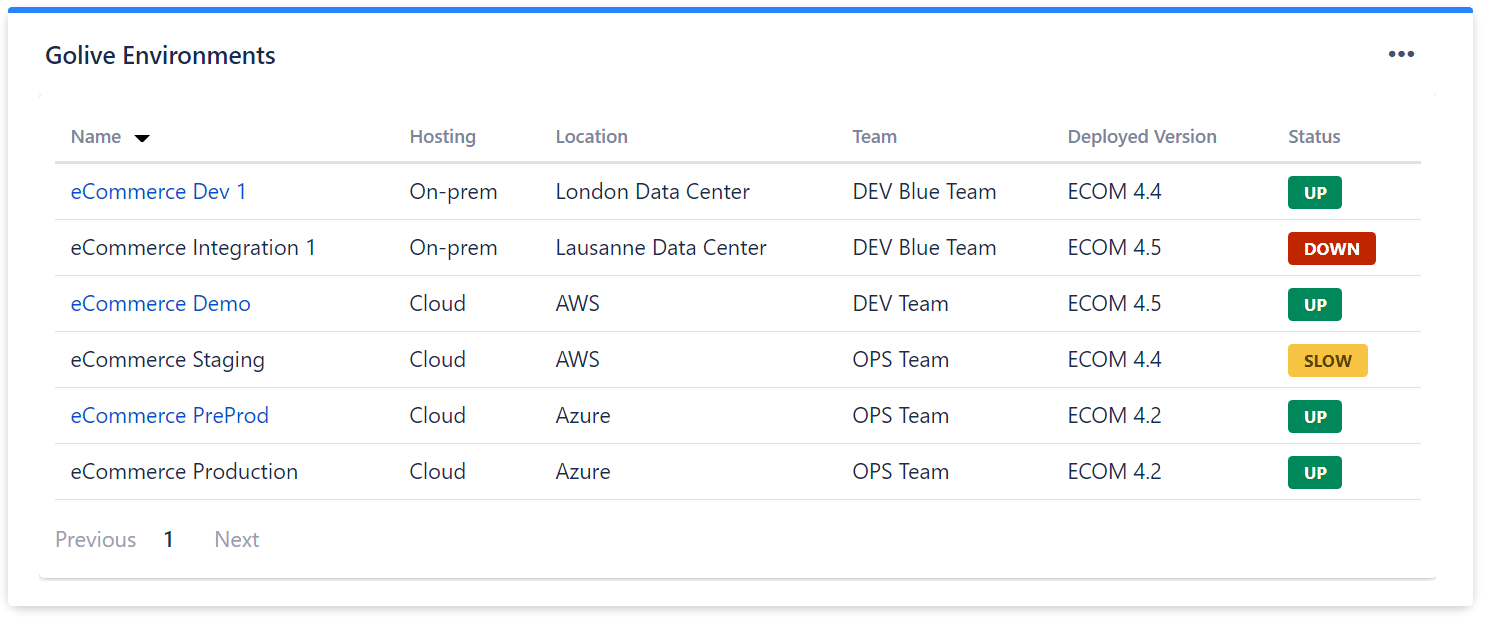 Golive Environments
Name Hosting Location Team Deployed Version Status
eCommerce Dev 1 On-prem London Data Center DEV Blue Team ECOM 4.4 UP
eCommerce Integration 1 On-prem Lausanne Data Center DEV Blue Team ECOM 4.5 DOWN
eCommerce Demo Cloud AWS DEV Team ECOM 4.5 UP
eCommerce Staging Cloud AWS OPS Team ECOM 4.4 SLOW
eCommerce PreProd Cloud Azure OPS Team ECOM 4.2 UP
eCommerce Production Cloud Azure OPS Team ECOM 4.2 UP
Previous 1 Next